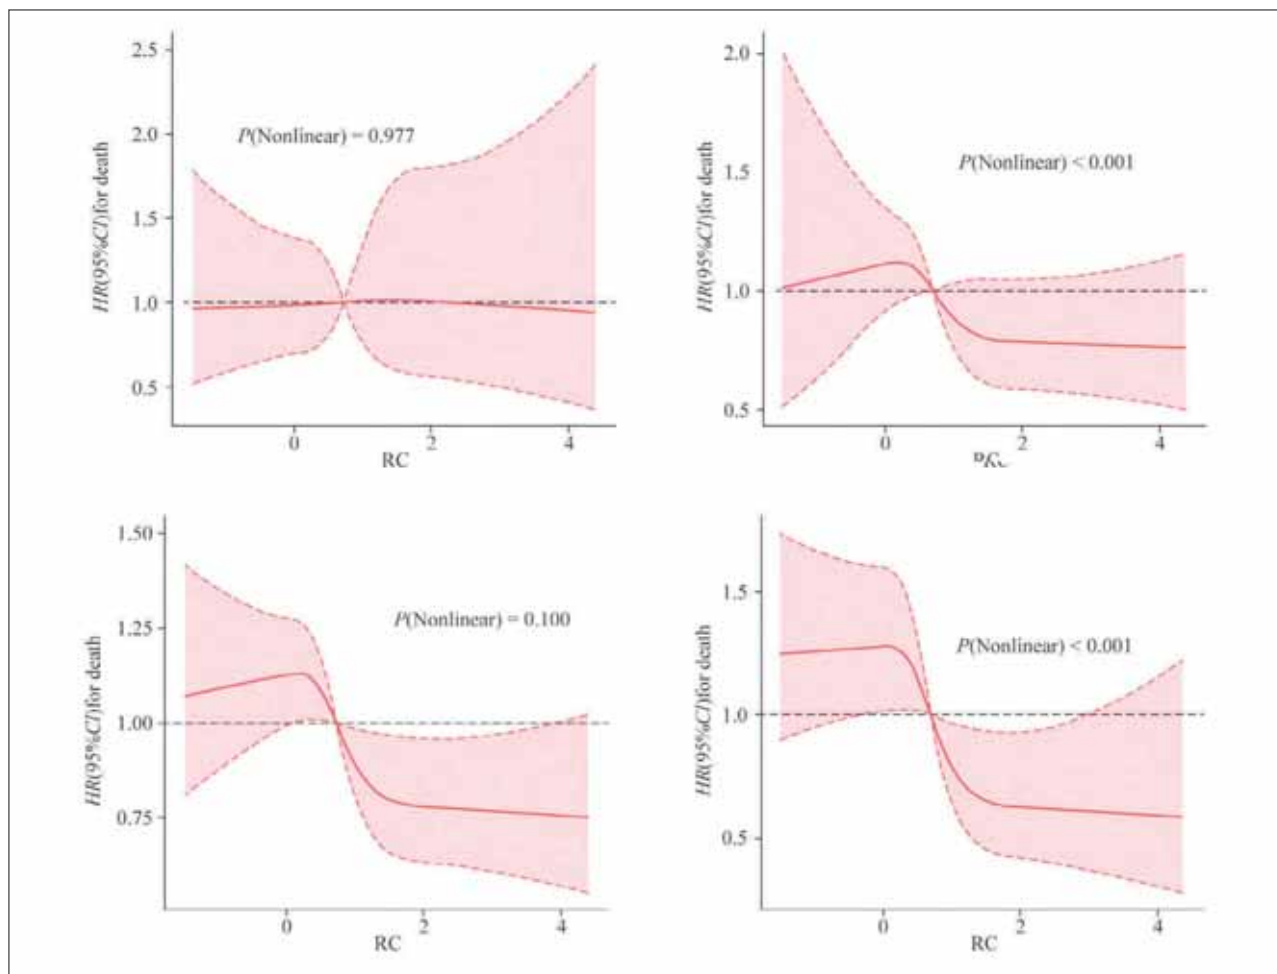 2.5
2.0
1.5
1.0
0.5
HR(95%CI)for death
P(Nonlinear) = 0.977
0
2
4
RC
2.0
1.5
1.0
0.5
HR(95%CI)for death
P(Nonlinear) < 0.001
0
2
4
1.50
1.25
1.00
0.75
HR(95%CI)for death
P(Nonlinear) = 0.100
0
2
4
RC
1.5
1.0
0.5
HR(95%CI)for death
P(Nonlinear) < 0.001
0
2
4
RC